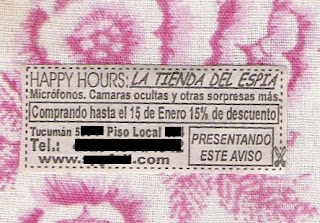 HAPPY HOURS: LA TIENDA DEL ESPIA
Micrófonos. Camaras ocultas y otras sorpresas más.
Comprando hasta el 15 de Enero 15% de descuento
Tucumán 5 Piso Local
Tel.:
www. .com
PRESENTANDO
ESTE AVISO